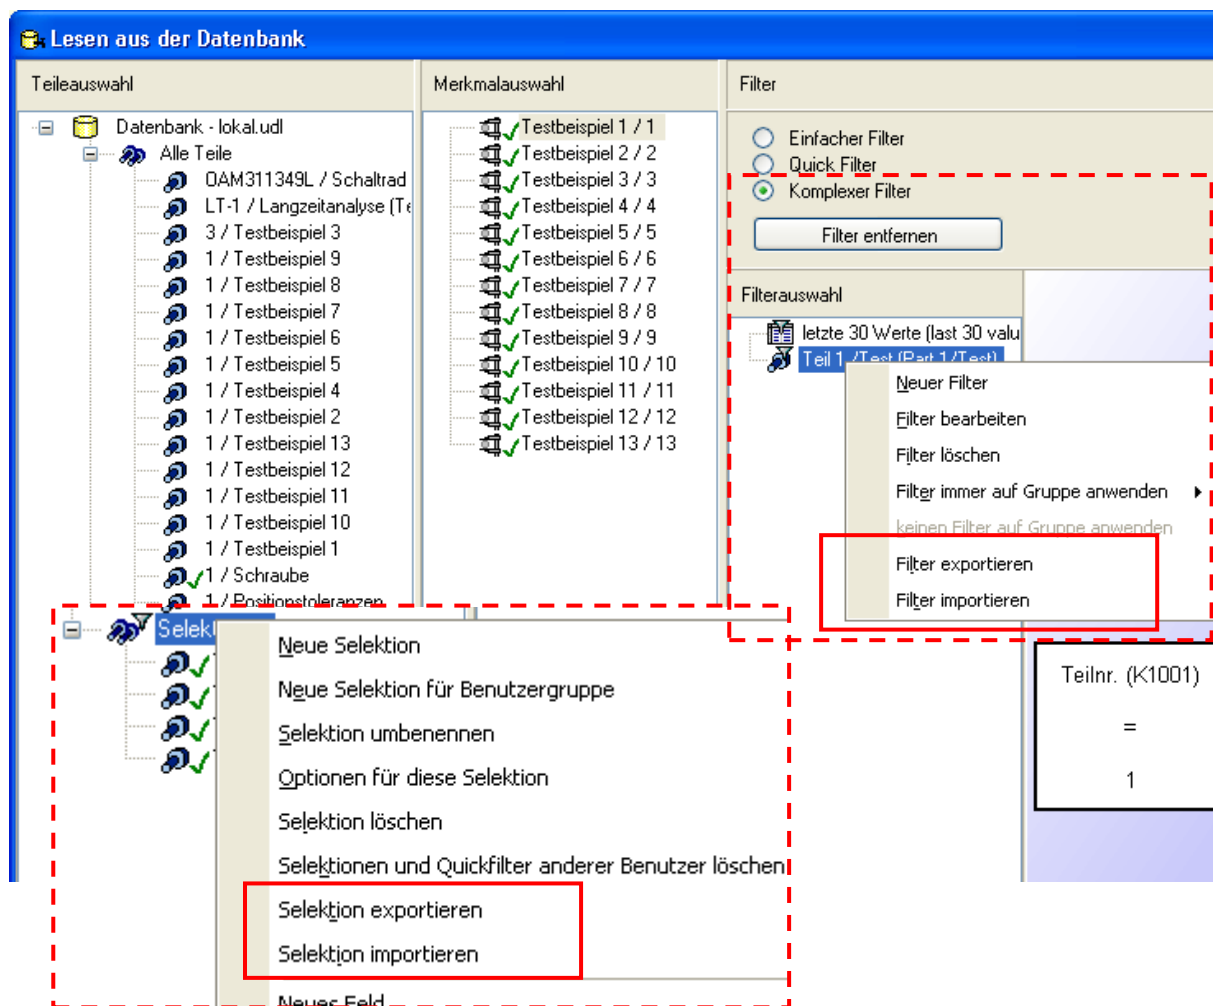 Lesen aus der Datenbank
Teileauswahl
Datenbank - lokal.udl
Alle Teile
0AM311349L / Schaltrad
LT-1 / Langzeitanalyse (Te
3 / Testbeispiel 3
1 / Testbeispiel 9
1 / Testbeispiel 8
1 / Testbeispiel 7
1 / Testbeispiel 6
1 / Testbeispiel 5
1 / Testbeispiel 4
1 / Testbeispiel 2
1 / Testbeispiel 13
1 / Testbeispiel 12
1 / Testbeispiel 11
1 / Testbeispiel 10
1 / Testbeispiel 1
1 / Schraube
1 / Positionstoleranzen
Merkmalauswahl
Testbeispiel 1 / 1
Testbeispiel 2 / 2
Testbeispiel 3 / 3
Testbeispiel 4 / 4
Testbeispiel 5 / 5
Testbeispiel 6 / 6
Testbeispiel 7 / 7
Testbeispiel 8 / 8
Testbeispiel 9 / 9
Testbeispiel 10 / 10
Testbeispiel 11 / 11
Testbeispiel 12 / 12
Testbeispiel 13 / 13
Filter
Einfacher Filter
Quick Filter
Komplexer Filter
Filter entfernen
Filterauswahl
letzte 30 Werte (last 30 valu
Teil 1 /Test (Part 1/Test)
Neuer Filter
Filter bearbeiten
Filter löschen
Filter immer auf Gruppe anwenden
keinen Filter auf Gruppe anwenden
Filter exportieren
Filter importieren
Selek
Neue Selektion
Neue Selektion für Benutzergruppe
Selektion umbenennen
Optionen für diese Selektion
Selektion löschen
Selektionen und Quickfilter anderer Benutzer löschen
Selektion exportieren
Selektion importieren
Neues Feld
Teilnr. (K1001)
=
1